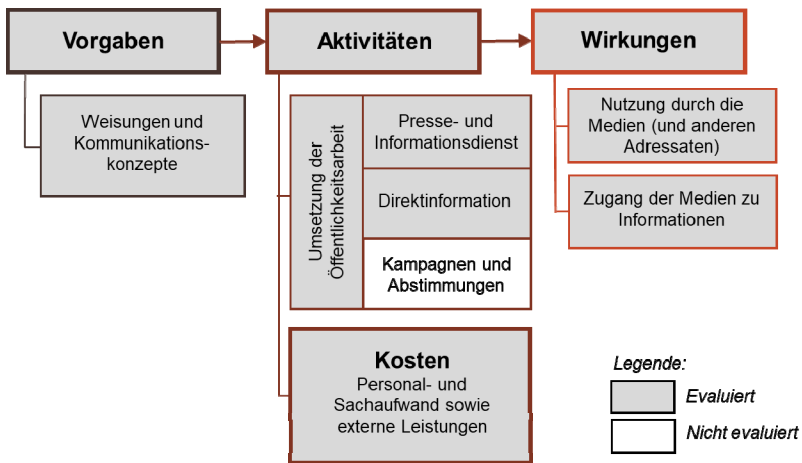 Vorgaben
Aktivitäten
Wirkungen
Weisungen und
Kommunikations-
konzepte
Umsetzung der
Öffentlichkeitsarbeit
Presse- und
Informationsdienst
Direktinformation
Kampagnen und
Abstimmungen
Nutzung durch die
Medien (und anderen
Adressaten)
Zugang der Medien zu
Informationen
Kosten
Personal- und
Sachaufwand sowie
externe Leistungen
Legende:
Evaluiert
Nicht evaluiert